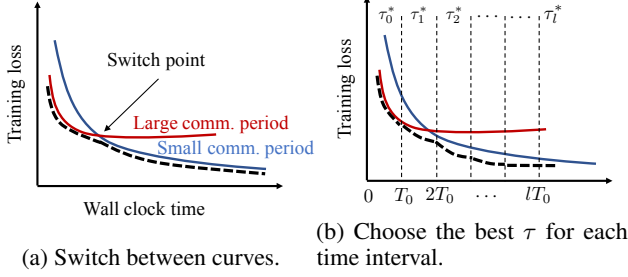 Training loss
Switch point
Large comm. period
Small comm. period
Wall clock time
(a) Switch between curves.
τ₀* τ₁* τ₂* ...... τₗ*
Training loss
0 T₀ 2T₀ ... lT₀
(b) Choose the best τ for each
time interval.